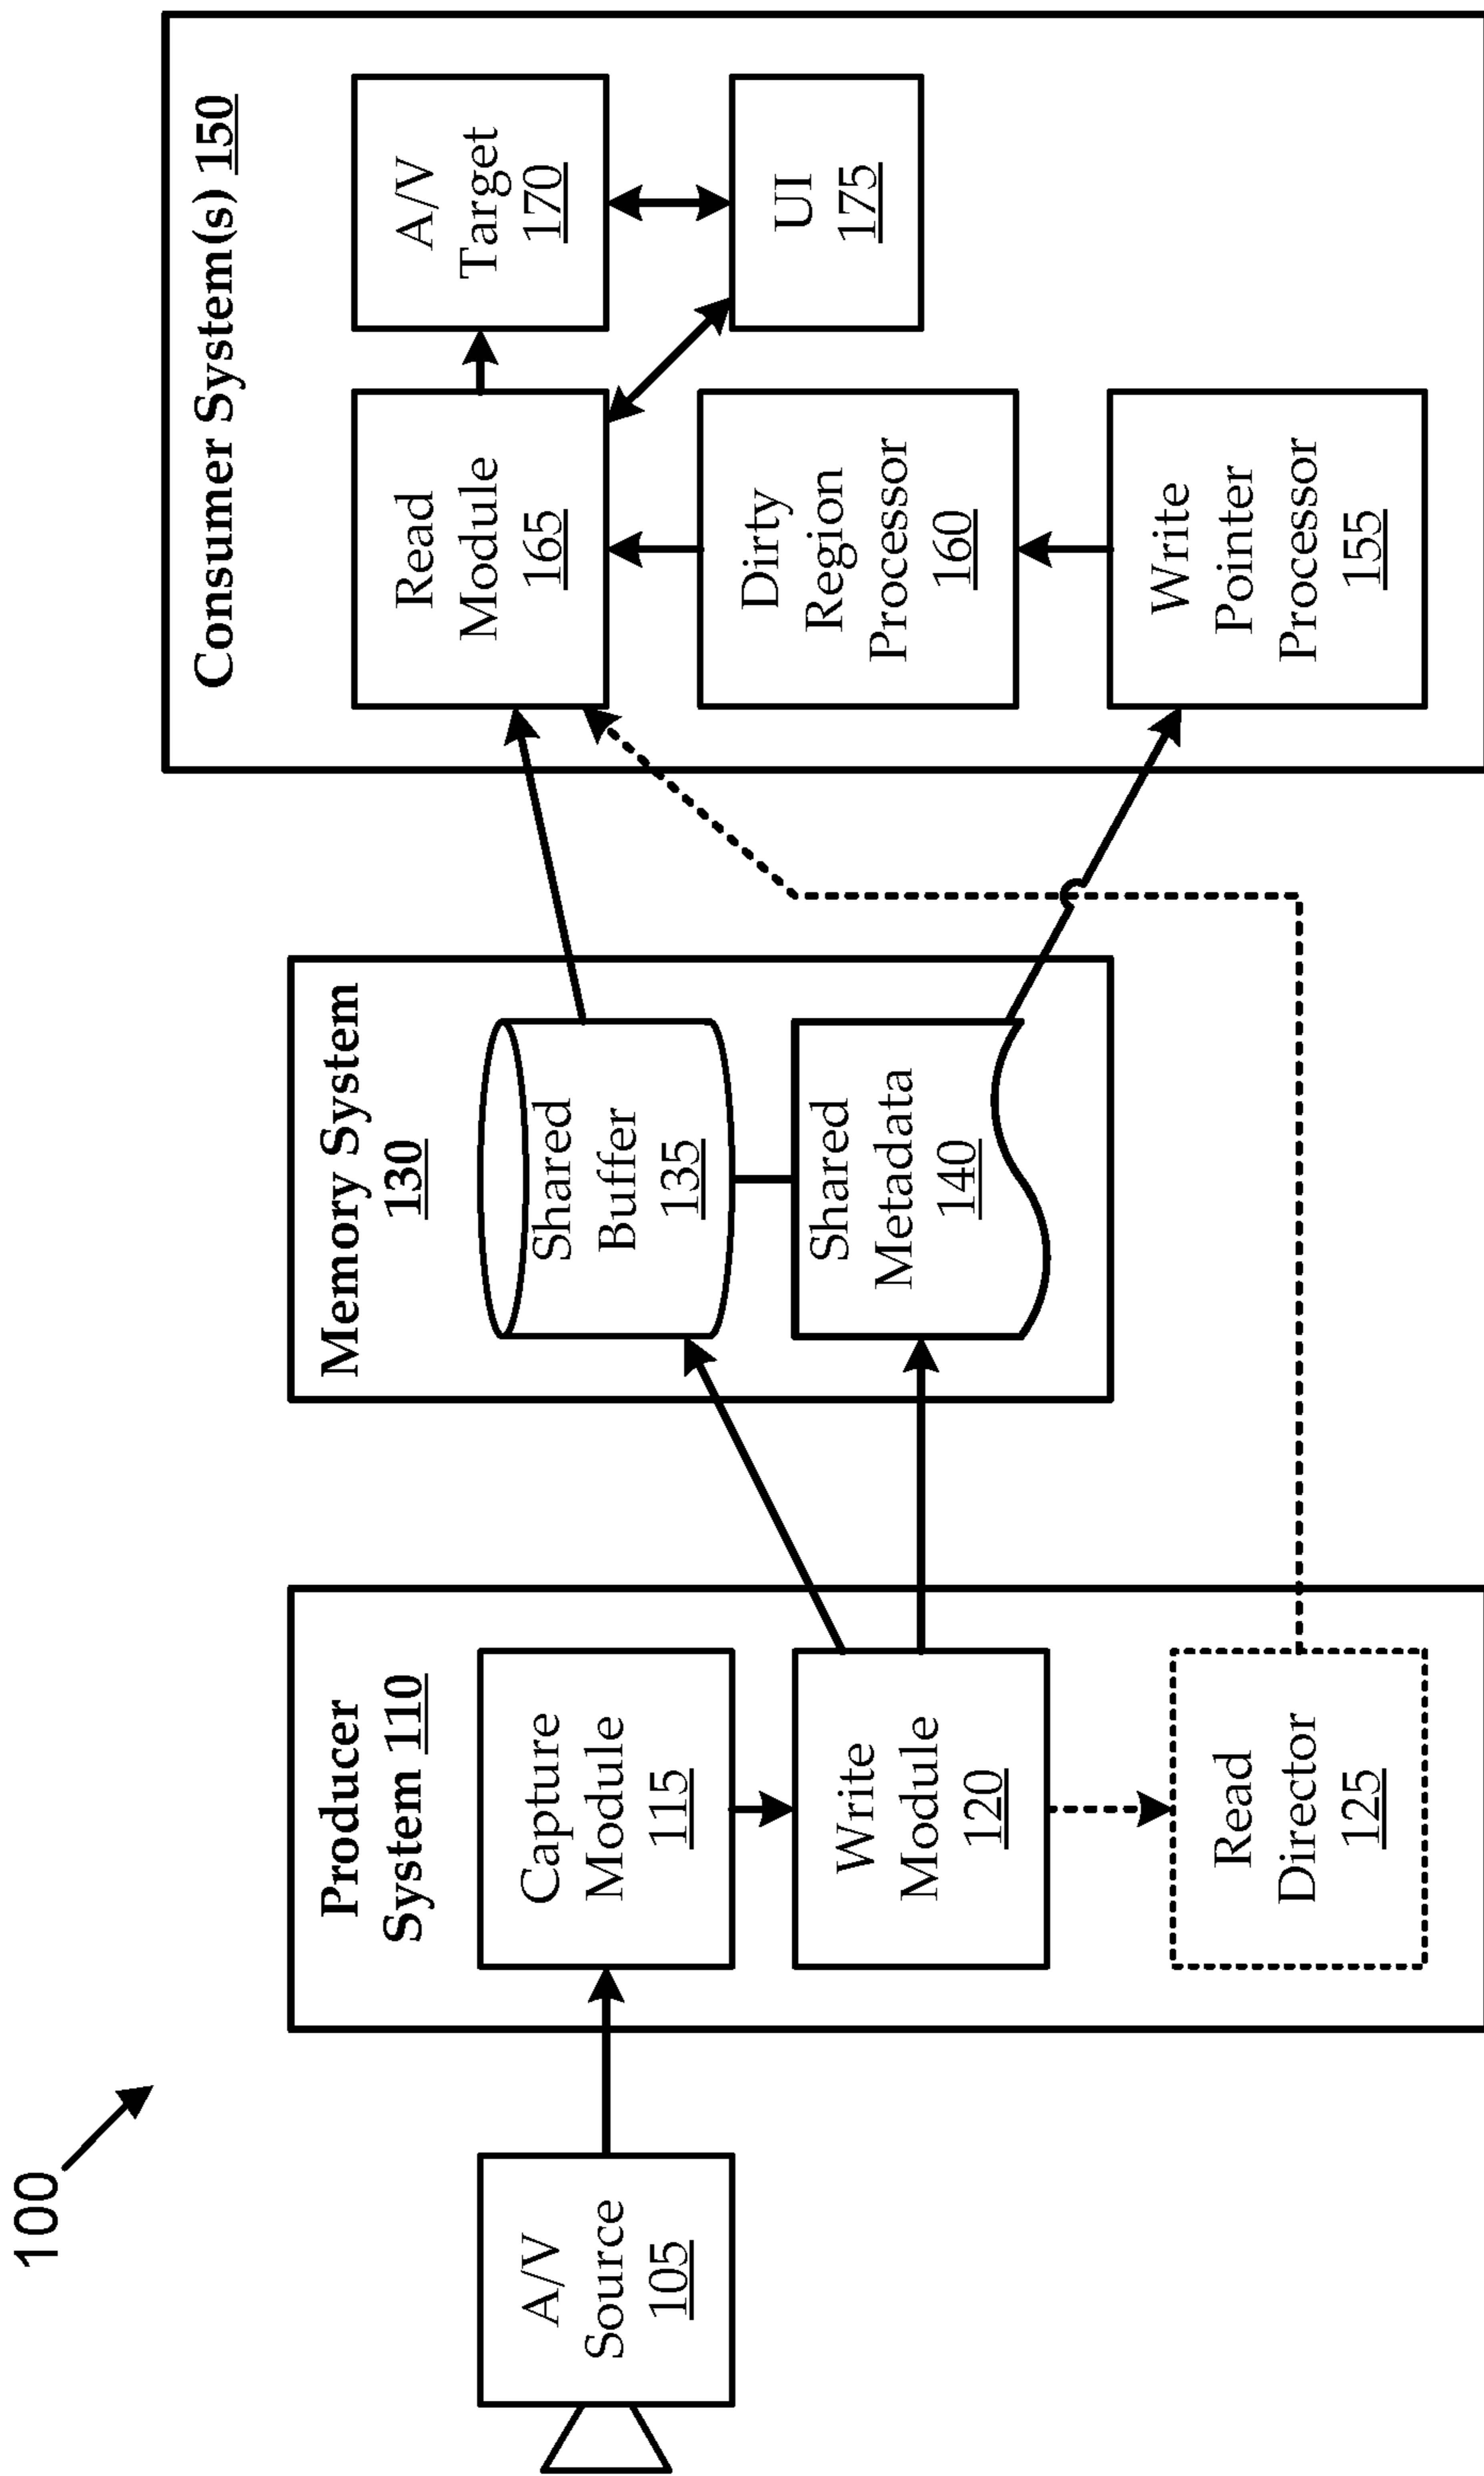 100
A/V
Source
105
Producer
System 110
Capture
Module
115
Write
Module
120
Read
Director
125
Memory System
130
Shared
Buffer
135
Shared
Metadata
140
Consumer System(s) 150
Read
Module
165
A/V
Target
170
Dirty
Region
Processor
160
UI
175
Write
Pointer
Processor
155